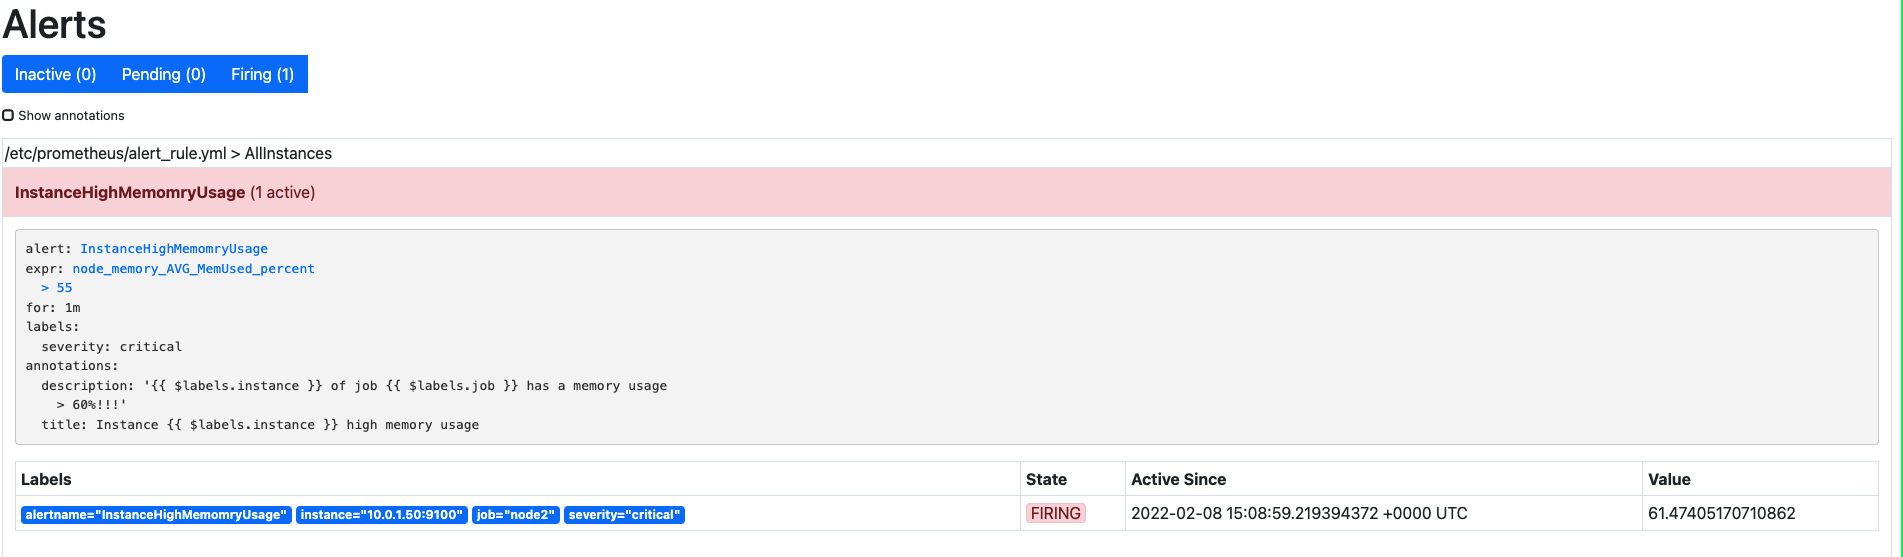 Alerts
Inactive (0) Pending (0) Firing (1)
Show annotations
/etc/prometheus/alert_rule.yml > AllInstances
InstanceHighMemomryUsage (1 active)
alert: InstanceHighMemomryUsage
expr: node_memory_AVG_MemUsed_percent
  > 55
for: 1m
labels:
  severity: critical
annotations:
  description: '{{ $labels.instance }} of job {{ $labels.job }} has a memory usage
    > 60%!!!'
  title: Instance {{ $labels.instance }} high memory usage
Labels State Active Since Value
alertname="InstanceHighMemomryUsage" instance="10.0.1.50:9100" job="node2" severity="critical" FIRING 2022-02-08 15:08:59.219394372 +0000 UTC 61.47405170710862